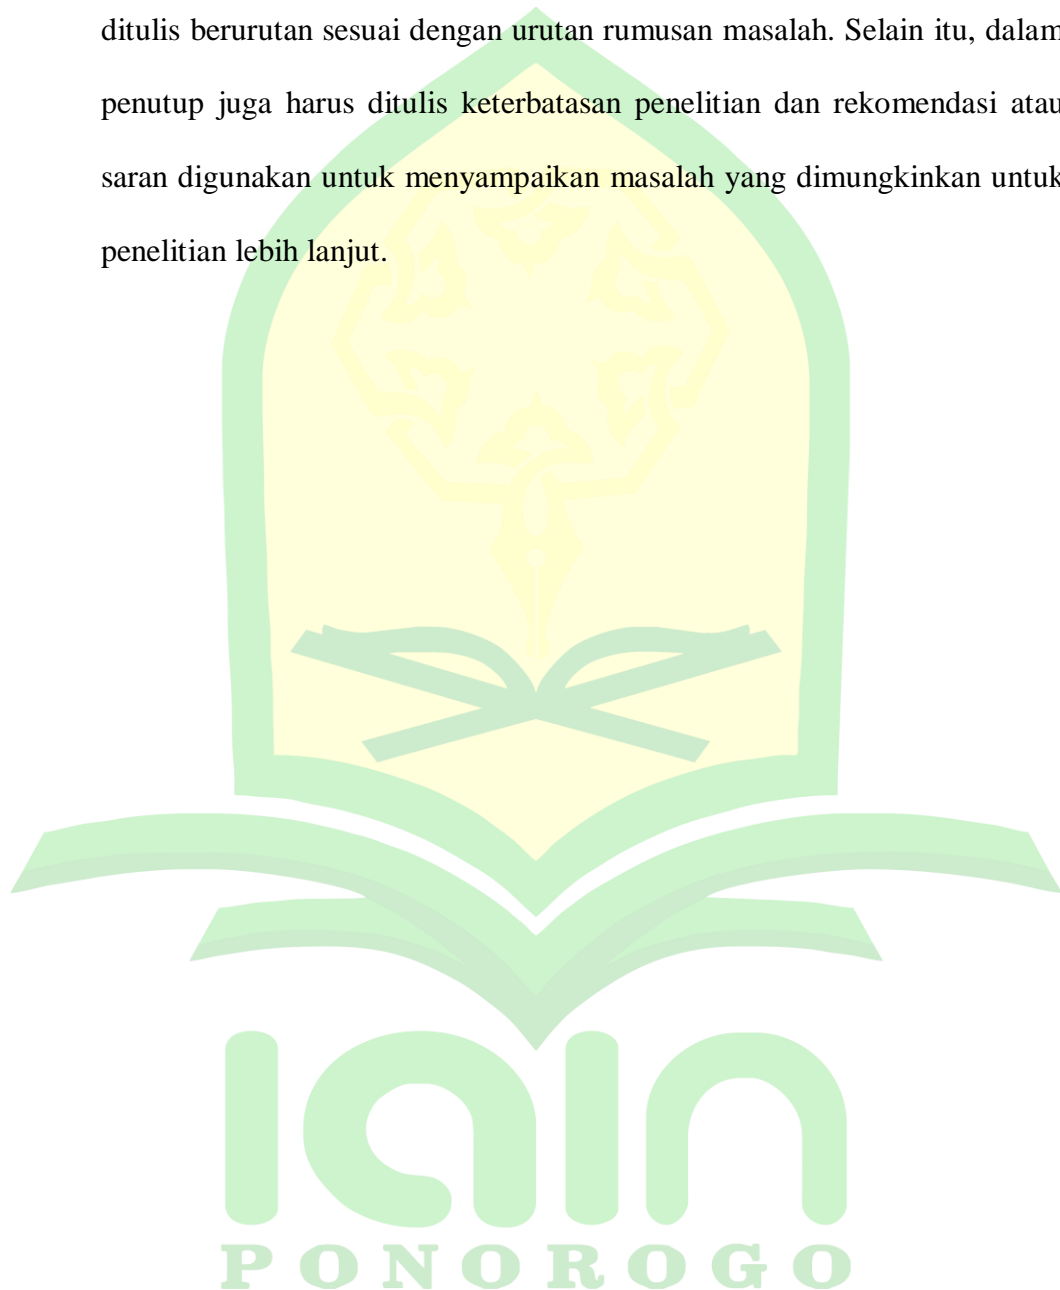 ditulis berurutan sesuai dengan urutan rumusan masalah. Selain itu, dalam
penutup juga harus ditulis keterbatasan penelitian dan rekomendasi atau
saran digunakan untuk menyampaikan masalah yang dimungkinkan untuk
penelitian lebih lanjut.
IAIN
PONOROGO